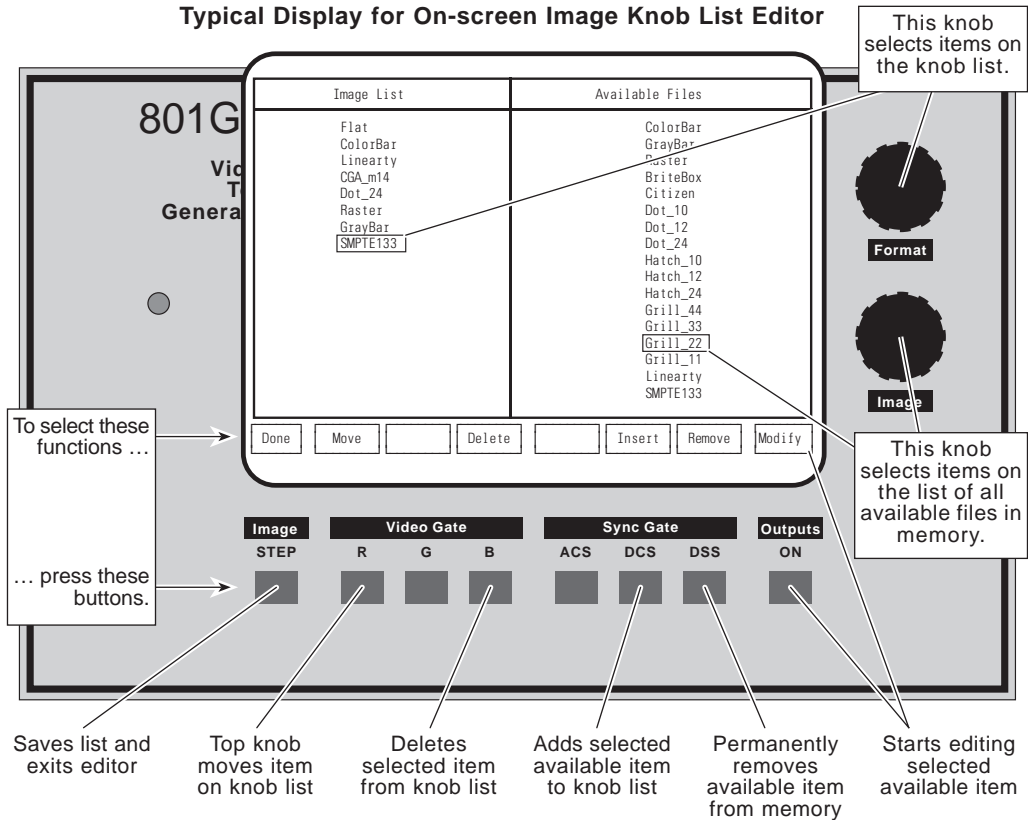 Typical Display for On-screen Image Knob List Editor
This knob
selects items on
the knob list.
801G
Vid
T
Genera
Image List
Available Files
Flat
ColorBar
Linearty
CGA_m14
Dot_24
Raster
GrayBar
SMPTE133
ColorBar
GrayBar
Raster
BriteBox
Citizen
Dot_10
Dot_12
Dot_24
Hatch_10
Hatch_12
Hatch_24
Grill_44
Grill_33
Grill_22
Grill_11
Linearty
SMPTE133
Format
Image
This knob
selects items on
the list of all
available files in
memory.
To select these
functions …
Done Move Delete Insert Remove Modify
Image Video Gate Sync Gate Outputs
STEP R G B ACS DCS DSS ON
… press these
buttons.
Saves list and
exits editor
Top knob
moves item
on knob list
Deletes
selected item
from knob list
Adds selected
available item
to knob list
Permanently
removes
available item
from memory
Starts editing
selected
available item